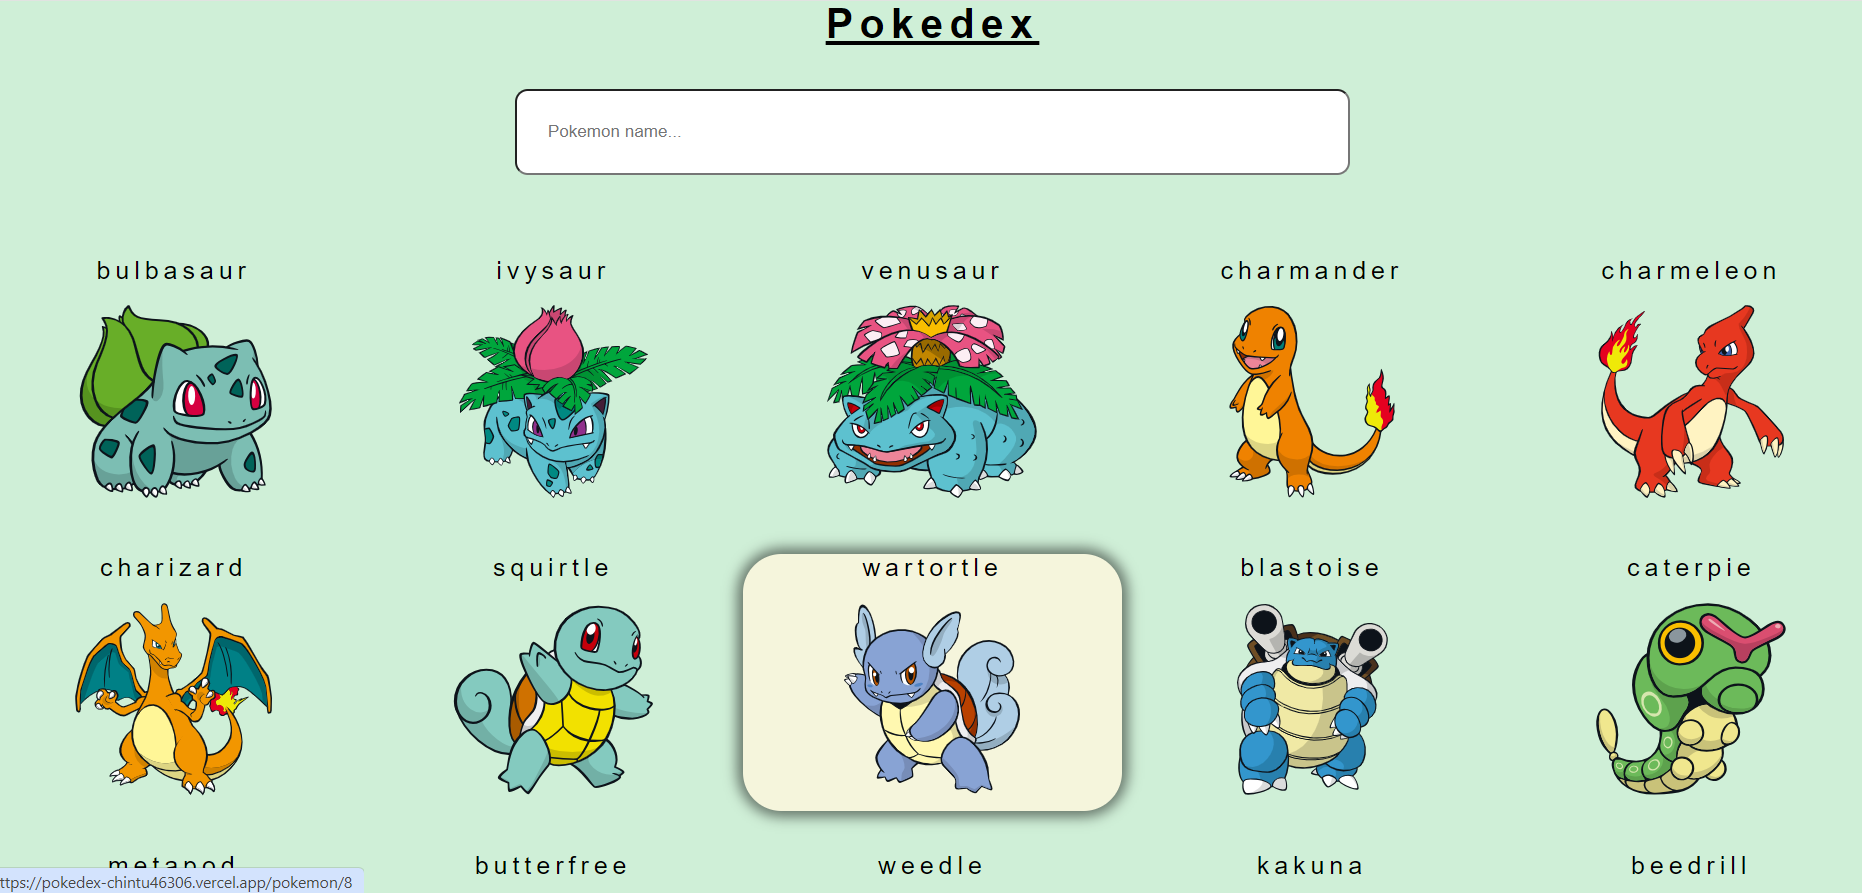 Pokedex
Pokemon name...
bulbasaur ivysaur venusaur charmander charmeleon
charizard squirtle wartortle blastoise caterpie
metapod butterfree weedle kakuna beedrill
ttps://pokedex-chintu46306.vercel.app/pokemon/8